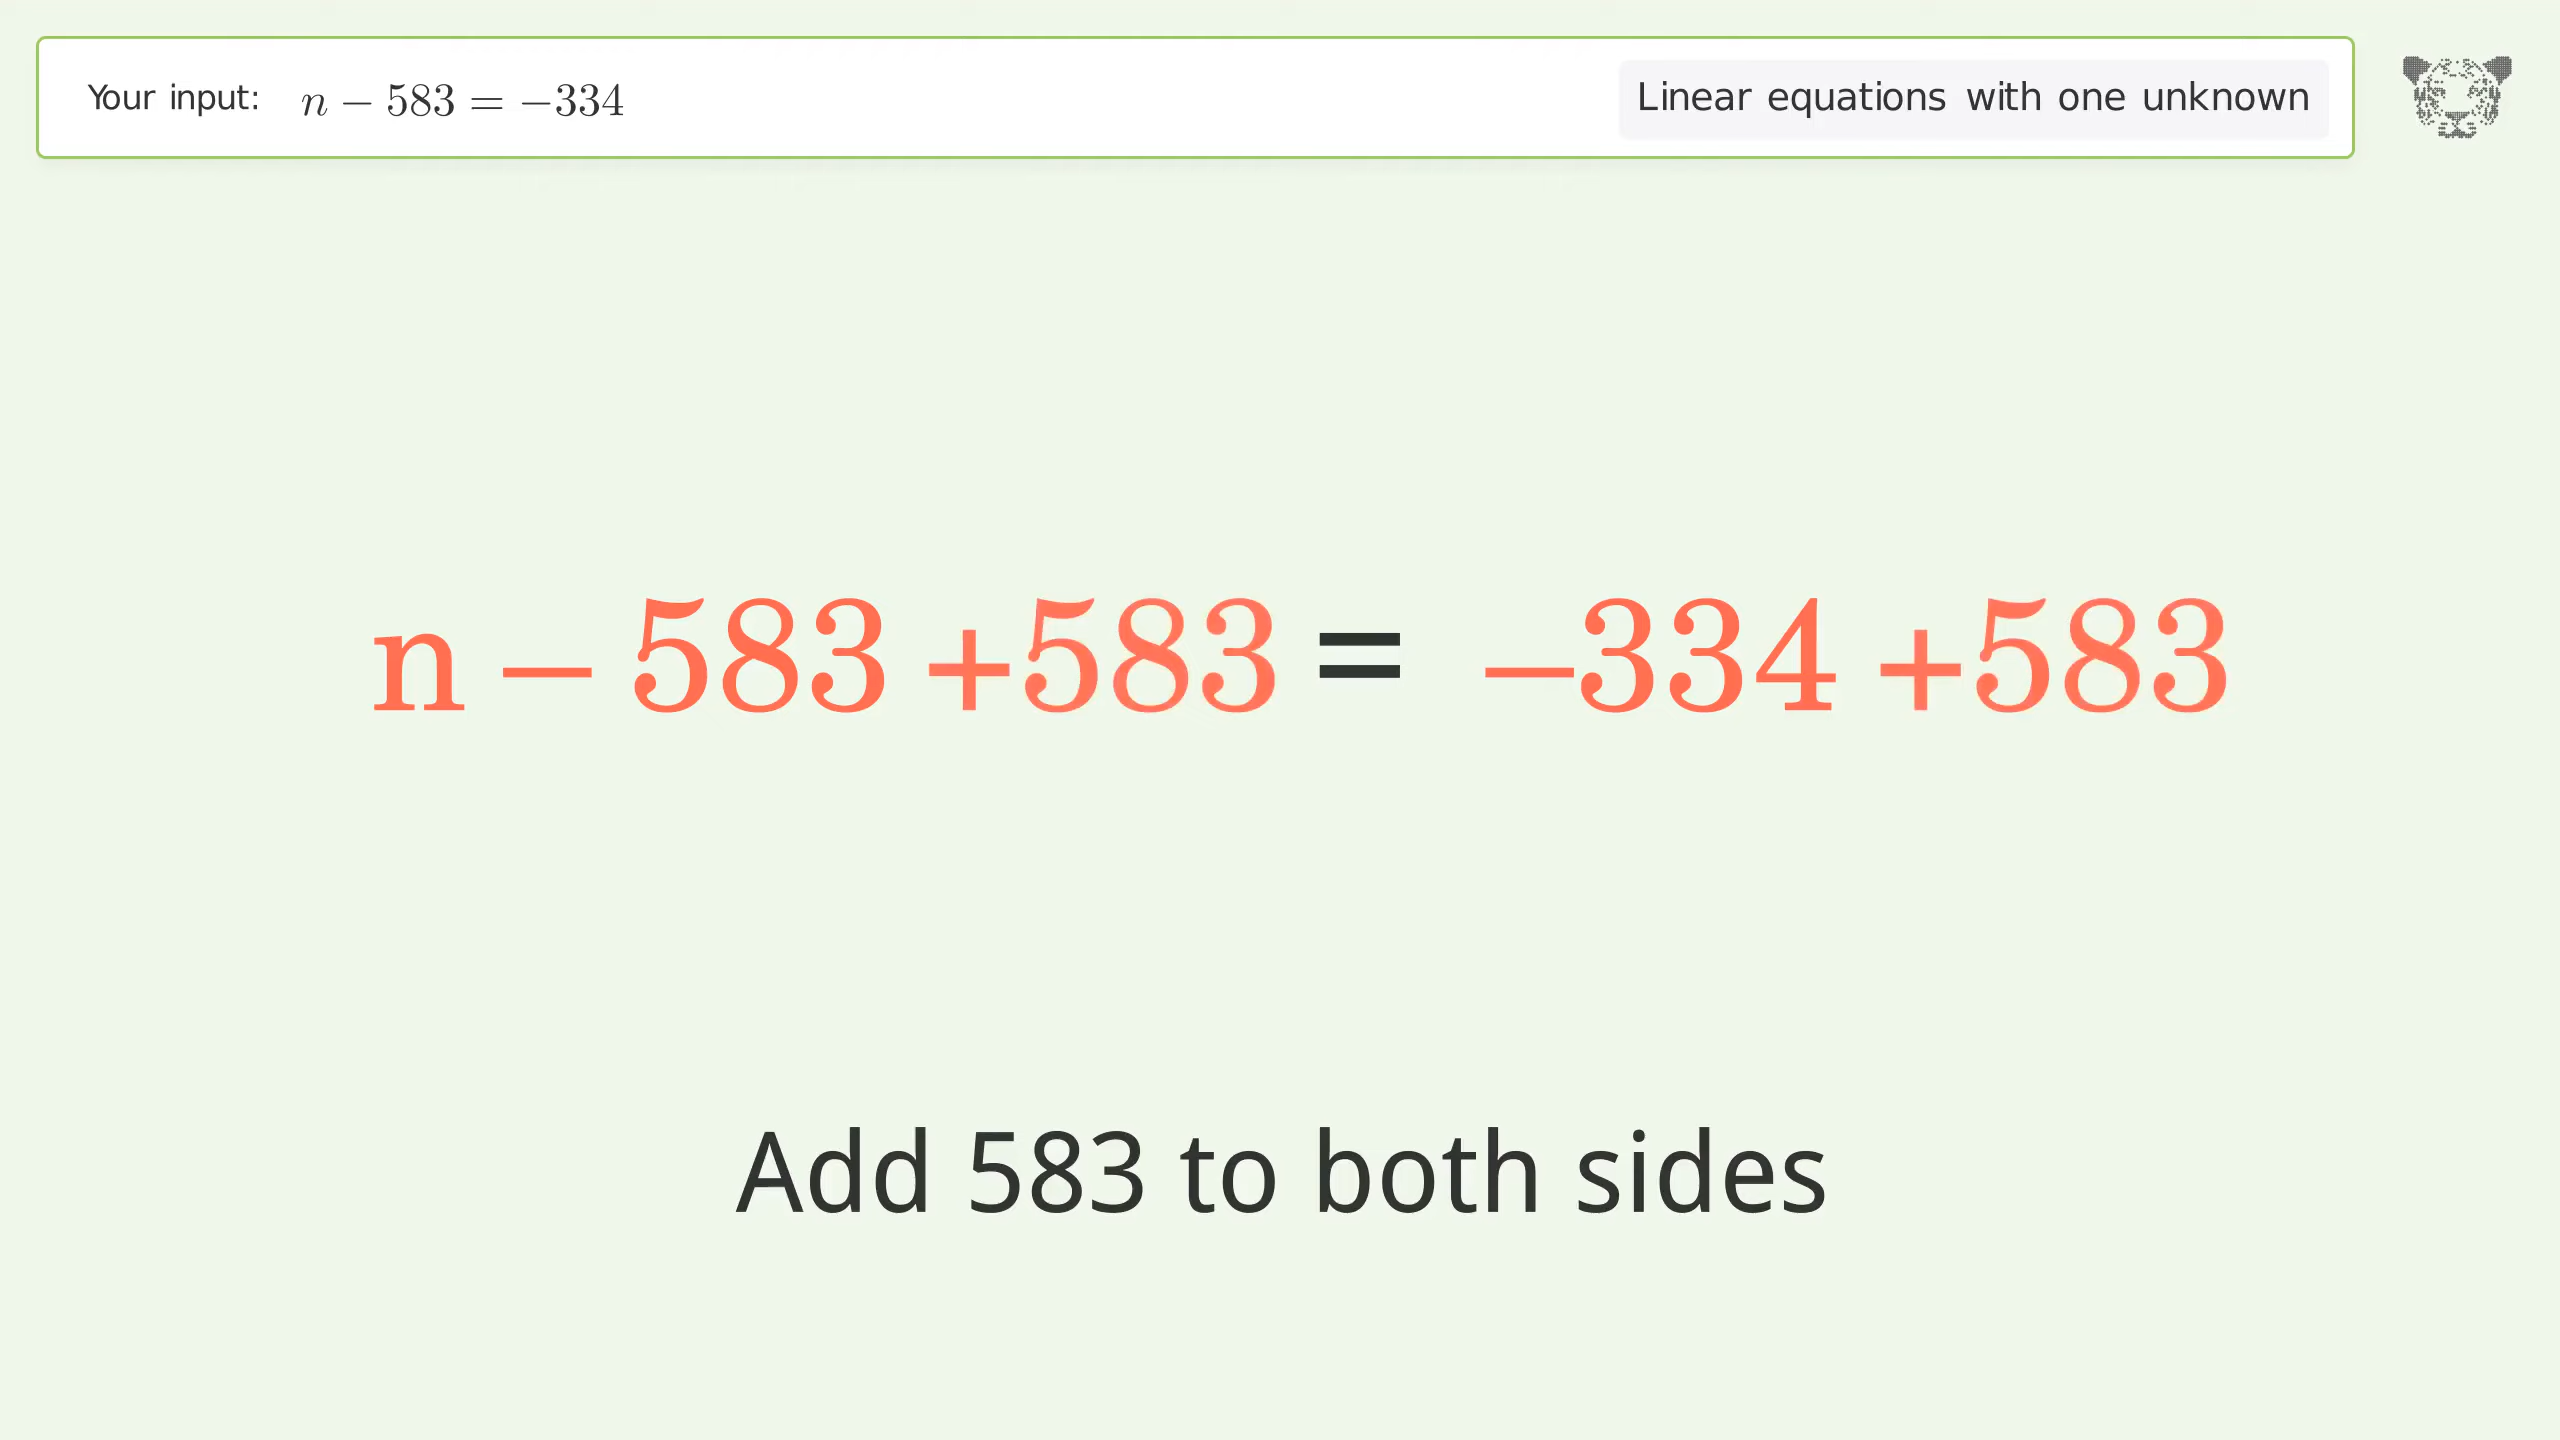 Your input: n − 583 = −334
Linear equations with one unknown
n − 583 +583 = −334 +583
Add 583 to both sides